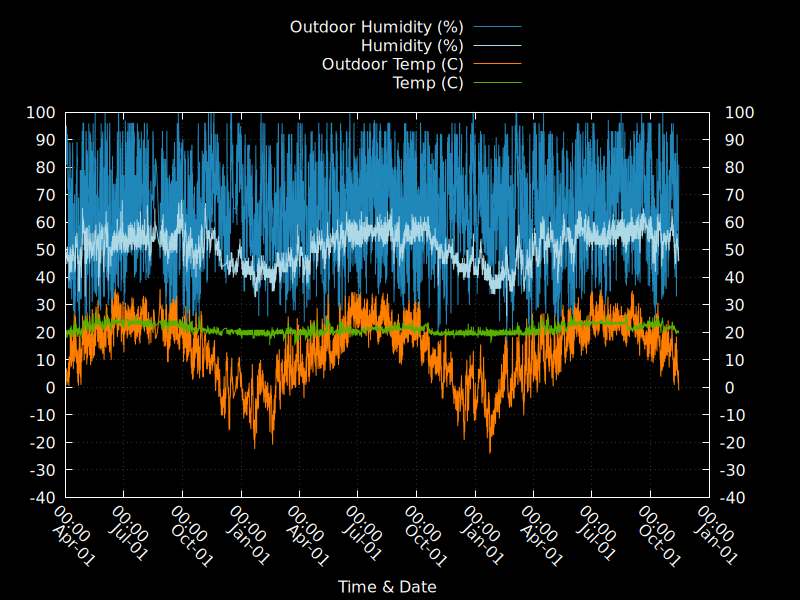 Outdoor Humidity (%)
Humidity (%)
Outdoor Temp (C)
Temp (C)
100 100
90 90
80 80
70 70
60 60
50 50
40 40
30 30
20 20
10 10
0 0
-10 -10
-20 -20
-30 -30
-40 -40
00:00 Apr-01
00:00 Jul-01
00:00 Oct-01
00:00 Jan-01
00:00 Apr-01
00:00 Jul-01
00:00 Oct-01
00:00 Jan-01
00:00 Apr-01
00:00 Jul-01
00:00 Oct-01
00:00 Jan-01
Time & Date